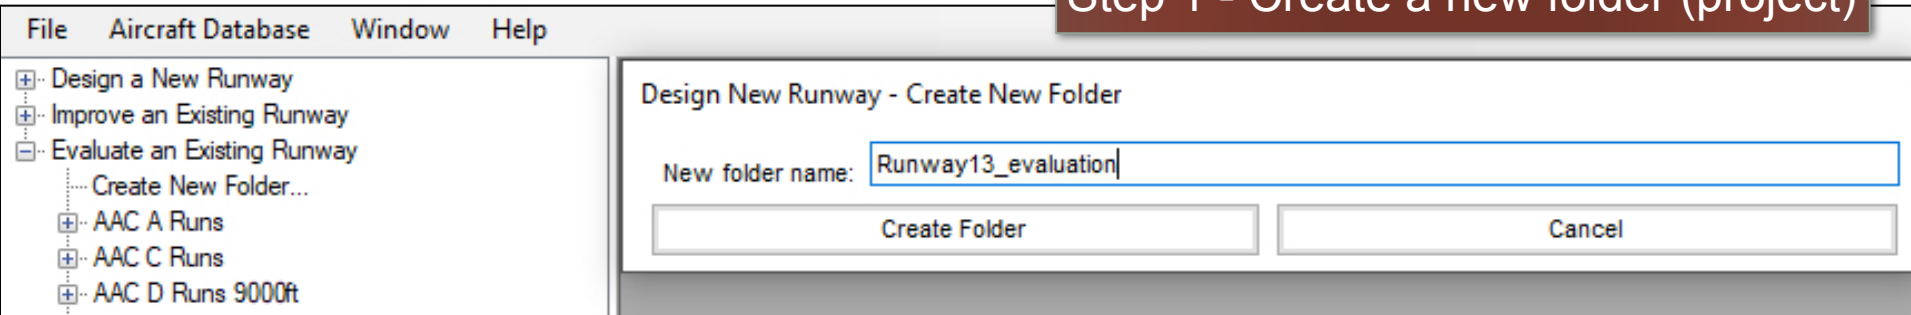 Step 1 - Create a new folder (project)
File Aircraft Database Window Help
Design a New Runway
Improve an Existing Runway
Evaluate an Existing Runway
Create New Folder...
AAC A Runs
AAC C Runs
AAC D Runs 9000ft
Design New Runway - Create New Folder
New folder name: Runway13_evaluation
Create Folder Cancel